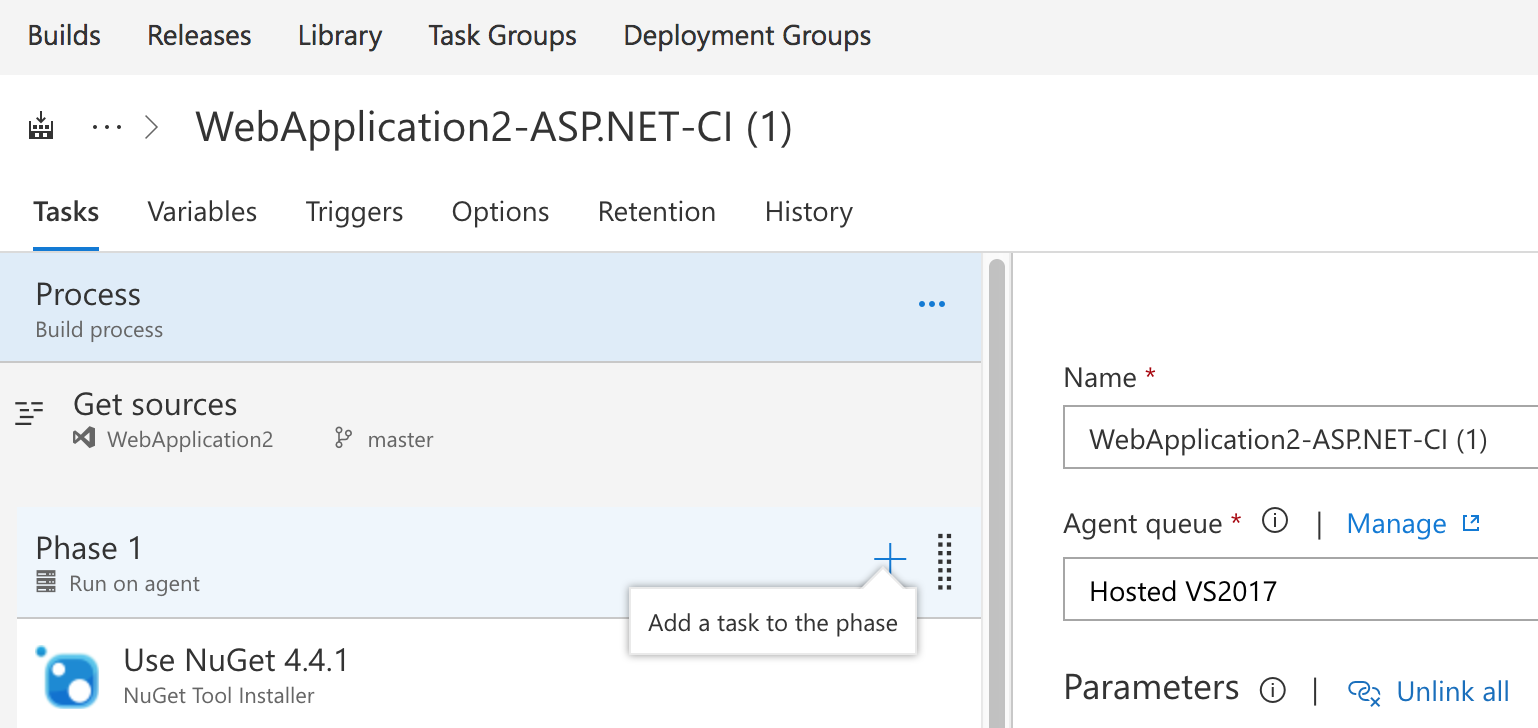 Builds Releases Library Task Groups Deployment Groups
... > WebApplication2-ASP.NET-CI (1)
Tasks Variables Triggers Options Retention History
Process
Build process
...
Get sources
WebApplication2 master
Phase 1
Run on agent
Add a task to the phase
Use NuGet 4.4.1
NuGet Tool Installer
Name *
WebApplication2-ASP.NET-CI (1)
Agent queue * | Manage
Hosted VS2017
Parameters | Unlink all